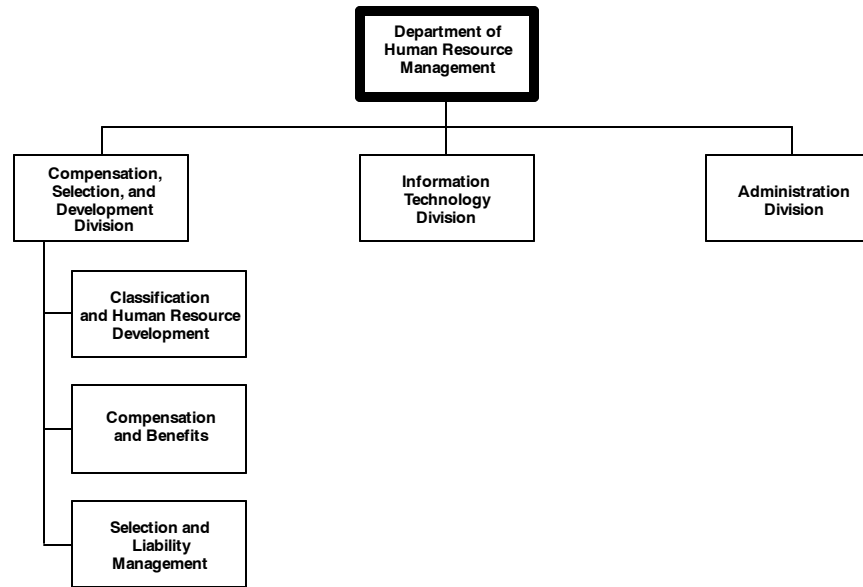 Department of
Human Resource
Management
Compensation,
Selection, and
Development
Division
Information
Technology
Division
Administration
Division
Classification
and Human Resource
Development
Compensation
and Benefits
Selection and
Liability
Management